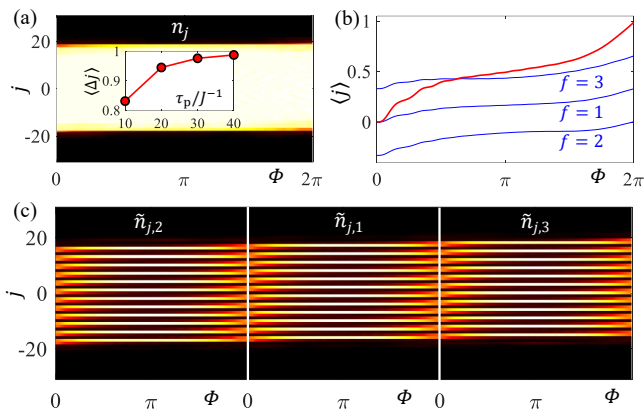 (a)
n_j
20
0
-20
j
⟨Δj⟩
1
0.9
0.8
10 20 30 40
τ_p/J⁻¹
0 π Φ 2π
(b)
⟨j⟩
1
0.5
0
f = 3
f = 1
f = 2
0 π Φ 2π
(c)
ñ_{j,2} ñ_{j,1} ñ_{j,3}
20
0
-20
j
0 π Φ 0 π Φ 0 π Φ